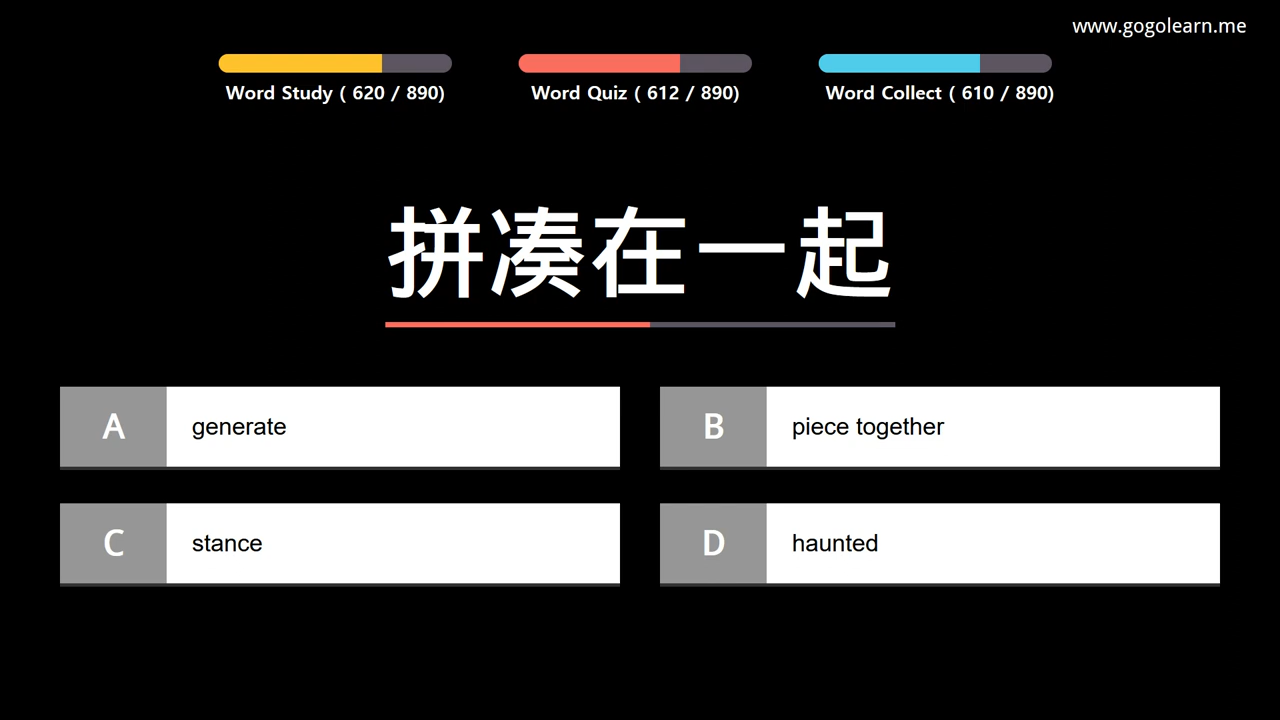 www.gogolearn.me
Word Study ( 620 / 890)
Word Quiz ( 612 / 890)
Word Collect ( 610 / 890)
拼凑在一起
A generate
B piece together
C stance
D haunted